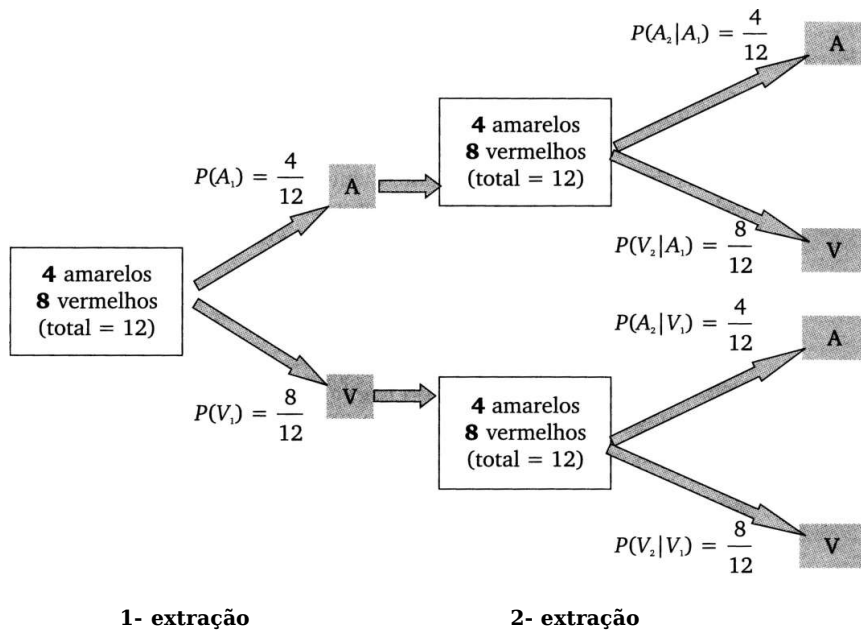 P(A₂|A₁) = 4/12
A
4 amarelos
8 vermelhos
(total = 12)
P(A₁) = 4/12
A
P(V₂|A₁) = 8/12
V
4 amarelos
8 vermelhos
(total = 12)
P(A₂|V₁) = 4/12
A
P(V₁) = 8/12
V
4 amarelos
8 vermelhos
(total = 12)
P(V₂|V₁) = 8/12
V
1- extração
2- extração